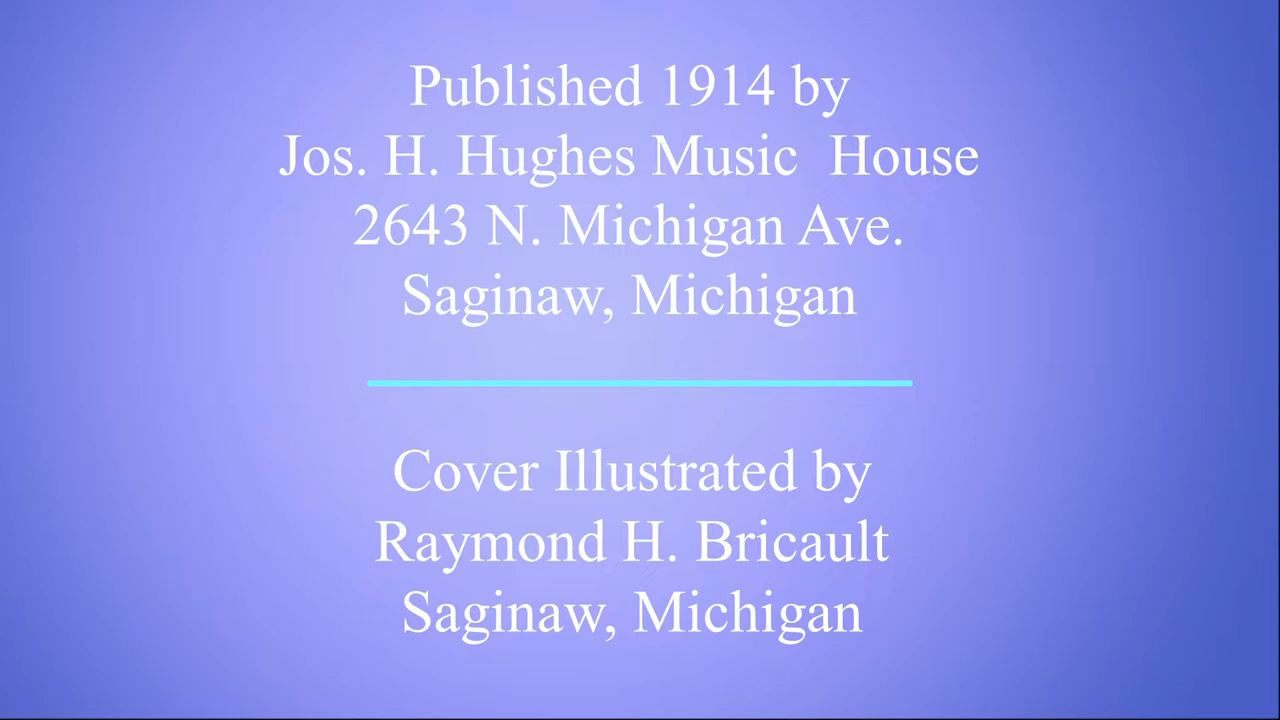 Published 1914 by
Jos. H. Hughes Music  House
2643 N. Michigan Ave.
Saginaw, Michigan
Cover Illustrated by
Raymond H. Bricault
Saginaw, Michigan